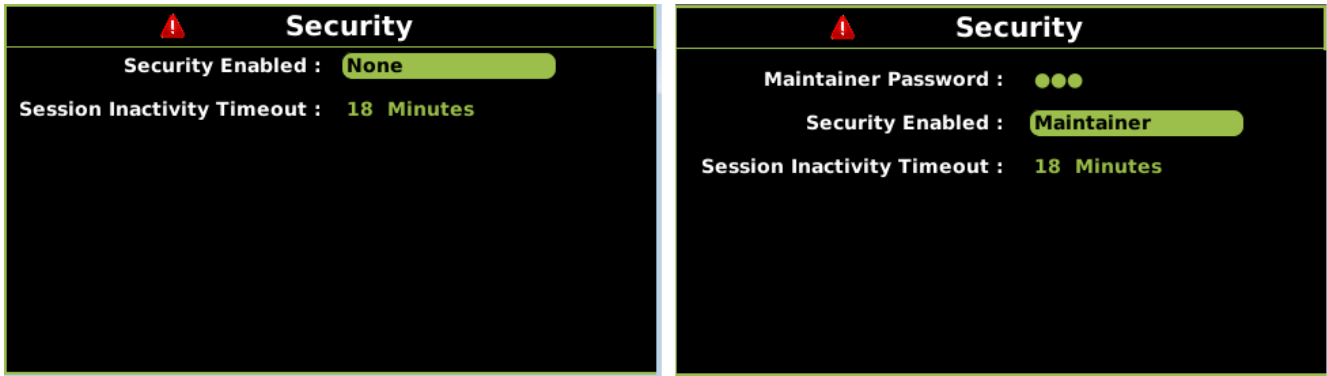 Security
Security Enabled : None
Session Inactivity Timeout : 18 Minutes
Security
Maintainer Password : ●●●
Security Enabled : Maintainer
Session Inactivity Timeout : 18 Minutes